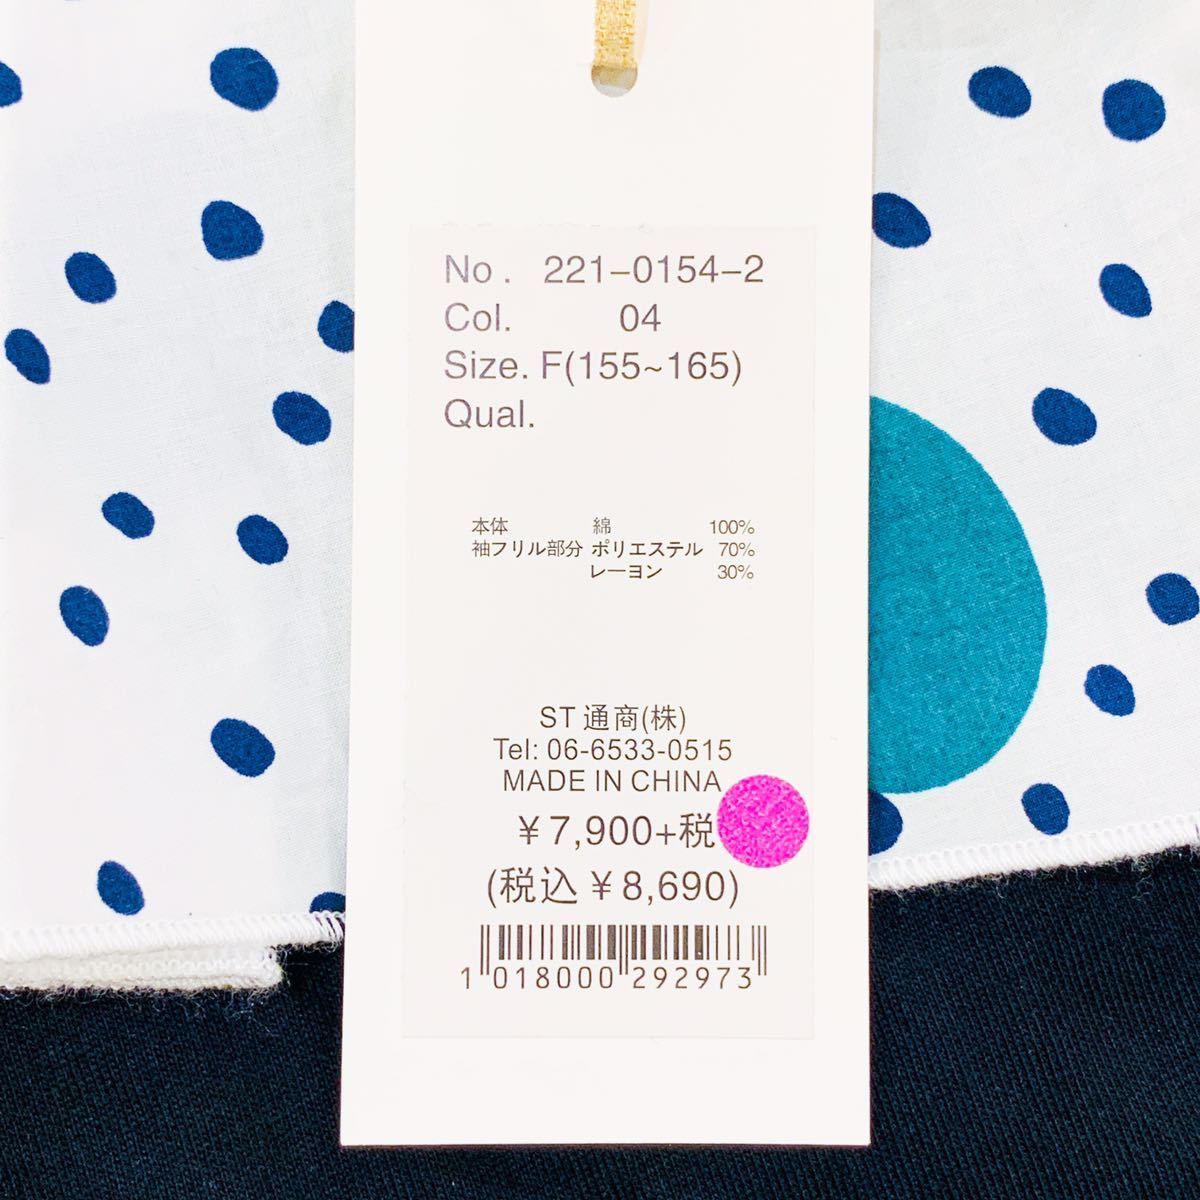 No. 221-0154-2
Col. 04
Size. F(155~165)
Qual.
本体 綿 100%
袖フリル部分 ポリエステル 70%
レーヨン 30%
ST 通商(株)
Tel: 06-6533-0515
MADE IN CHINA
¥7,900+税
(税込¥8,690)
1 018000 292973